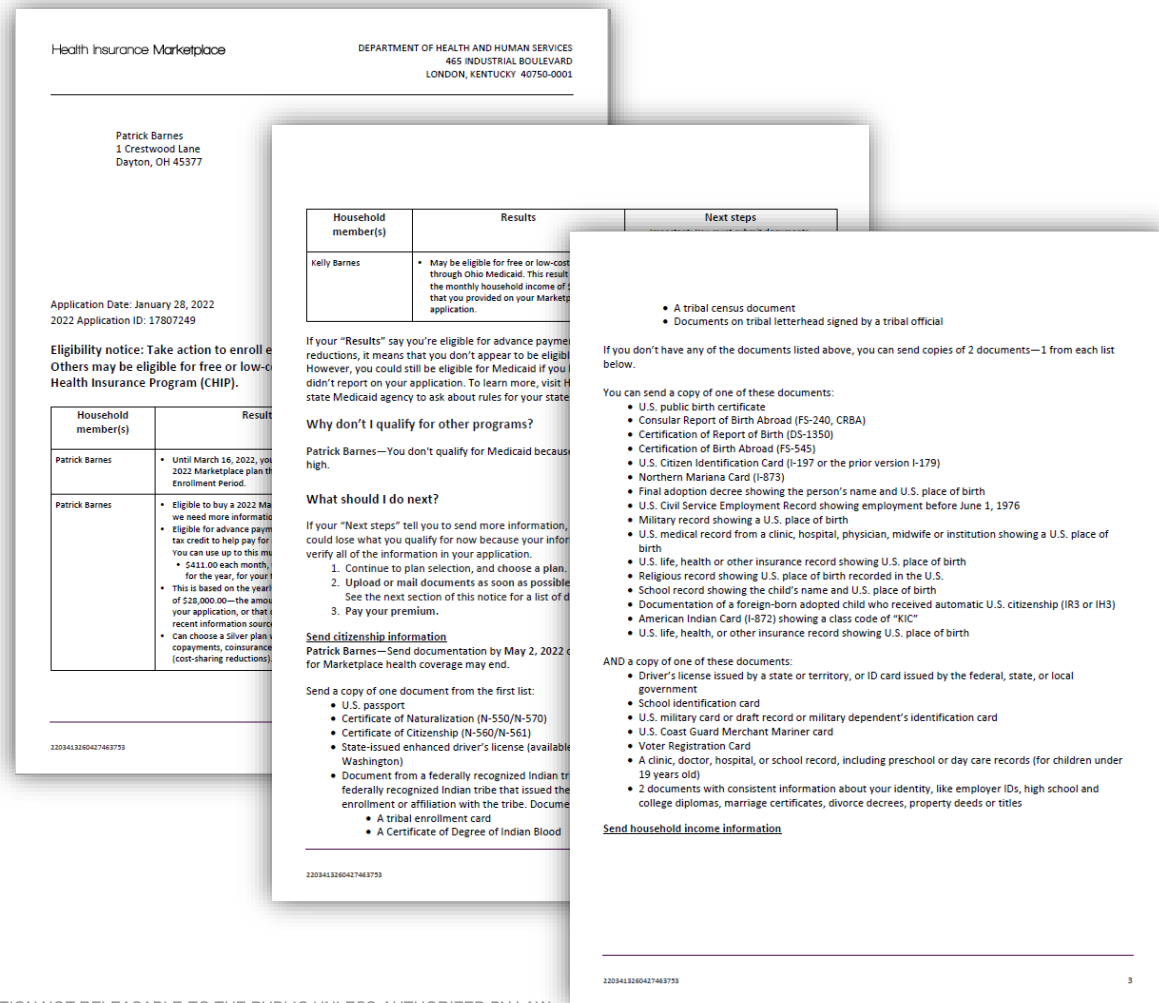 Health Insurance Marketplace
DEPARTMENT OF HEALTH AND HUMAN SERVICES
465 INDUSTRIAL BOULEVARD
LONDON, KENTUCKY 40750-0001
Patrick Barnes
1 Crestwood Lane
Dayton, OH 45377
Application Date: January 28, 2022
2022 Application ID: 17807249
Eligibility notice: Take action to enroll
Others may be eligible for free or
Health Insurance Program (CHIP).
Household
member(s)
Patrick Barnes
• Until March 16, 2022,
2022 Marketplace plan
Enrollment Period.
Patrick Barnes
• Eligible to buy a 2022
we need more
• Eligible for advance
tax credit to help pay for
You can use up to this
• $411.00 each month,
for the year, for your
• This is based on the
of $28,000.00—the
your application, or that
recent information
• Can choose a Silver plan
copayments,
(cost-sharing reductions)
2203413260427463753
Household
member(s)
Results
Next steps
Kelly Barnes
• May be eligible for free or low-cost
through Ohio Medicaid. This result
the monthly household income of
that you provided on your
application.
If your "Results" say you're eligible for advance
reductions, it means that you don't appear to be
However, you could still be eligible for Medicaid if you
didn't report on your application. To learn more, visit
state Medicaid agency to ask about rules for your state
Why don't I qualify for other programs?
Patrick Barnes—You don't qualify for Medicaid
high.
What should I do next?
If your "Next steps" tell you to send more information,
could lose what you qualify for now because your
verify all of the information in your application.
1. Continue to plan selection, and choose a plan.
2. Upload or mail documents as soon as possible
See the next section of this notice for a list of
3. Pay your premium.
Send citizenship information
Patrick Barnes—Send documentation by May 2, 2022
for Marketplace health coverage may end.
Send a copy of one document from the first list:
• U.S. passport
• Certificate of Naturalization (N-550/N-570)
• Certificate of Citizenship (N-560/N-561)
• State-issued enhanced driver's license
Washington)
• Document from a federally recognized Indian
federally recognized Indian tribe that issued the
enrollment or affiliation with the tribe.
• A tribal enrollment card
• A Certificate of Degree of Indian Blood
2203413260427463753
• A tribal census document
• Documents on tribal letterhead signed by a tribal official
If you don't have any of the documents listed above, you can send copies of 2 documents—1 from each list
below.
You can send a copy of one of these documents:
• U.S. public birth certificate
• Consular Report of Birth Abroad (FS-240, CRBA)
• Certification of Report of Birth (DS-1350)
• Certification of Birth Abroad (FS-545)
• U.S. Citizen Identification Card (I-197 or the prior version I-179)
• Northern Mariana Card (I-873)
• Final adoption decree showing the person's name and U.S. place of birth
• U.S. Civil Service Employment Record showing employment before June 1, 1976
• Military record showing a U.S. place of birth
• U.S. medical record from a clinic, hospital, physician, midwife or institution showing a U.S. place of
birth
• U.S. life, health or other insurance record showing U.S. place of birth
• Religious record showing U.S. place of birth recorded in the U.S.
• School record showing the child's name and U.S. place of birth
• Documentation of a foreign-born adopted child who received automatic U.S. citizenship (IR3 or IH3)
• American Indian Card (I-872) showing a class code of "KIC"
• U.S. life, health, or other insurance record showing U.S. place of birth
AND a copy of one of these documents:
• Driver's license issued by a state or territory, or ID card issued by the federal, state, or local
government
• School identification card
• U.S. military card or draft record or military dependent's identification card
• U.S. Coast Guard Merchant Mariner card
• Voter Registration Card
• A clinic, doctor, hospital, or school record, including preschool or day care records (for children under
19 years old)
• 2 documents with consistent information about your identity, like employer IDs, high school and
college diplomas, marriage certificates, divorce decrees, property deeds or titles
Send household income information
2203413260427463753
3